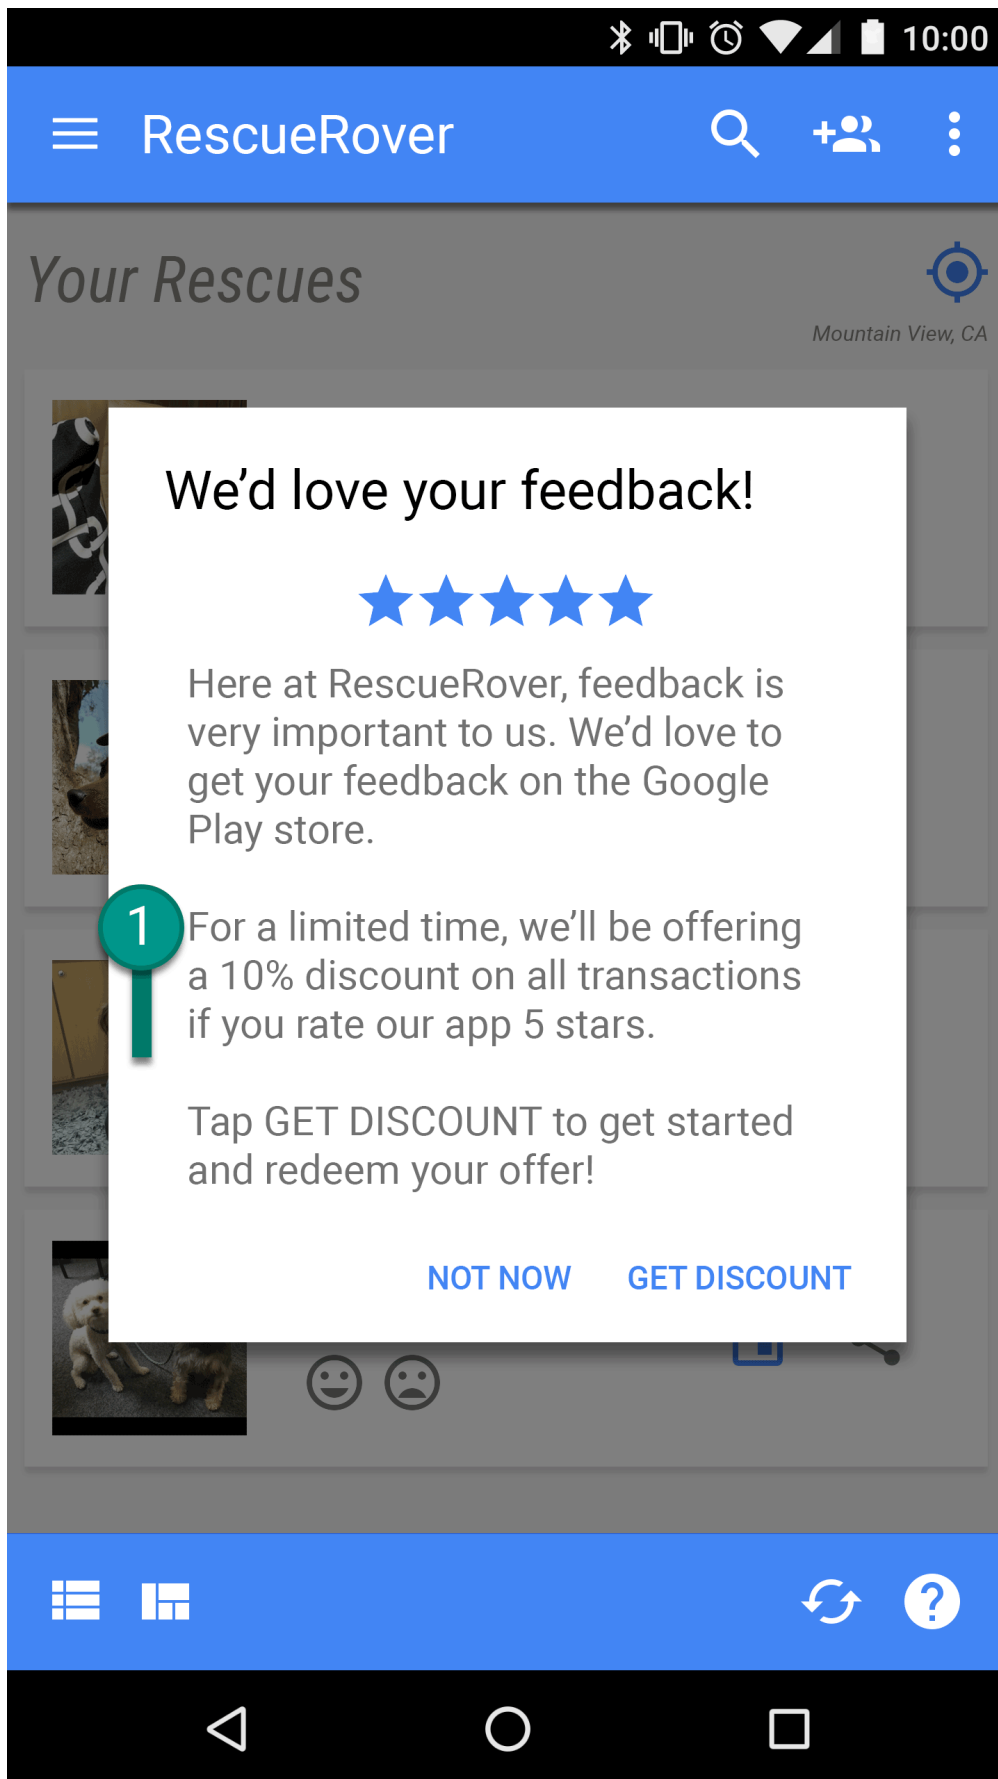 10:00
RescueRover
Your Rescues
Mountain View, CA
We’d love your feedback!
Here at RescueRover, feedback is
very important to us. We’d love to
get your feedback on the Google
Play store.
1
For a limited time, we’ll be offering
a 10% discount on all transactions
if you rate our app 5 stars.
Tap GET DISCOUNT to get started
and redeem your offer!
NOT NOW GET DISCOUNT
?